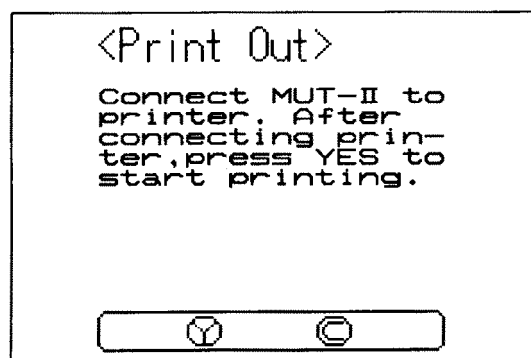 <Print Out>
Connect MUT-Ⅱ to
printer. After
connecting prin-
ter,press YES to
start printing.
Ⓨ Ⓒ